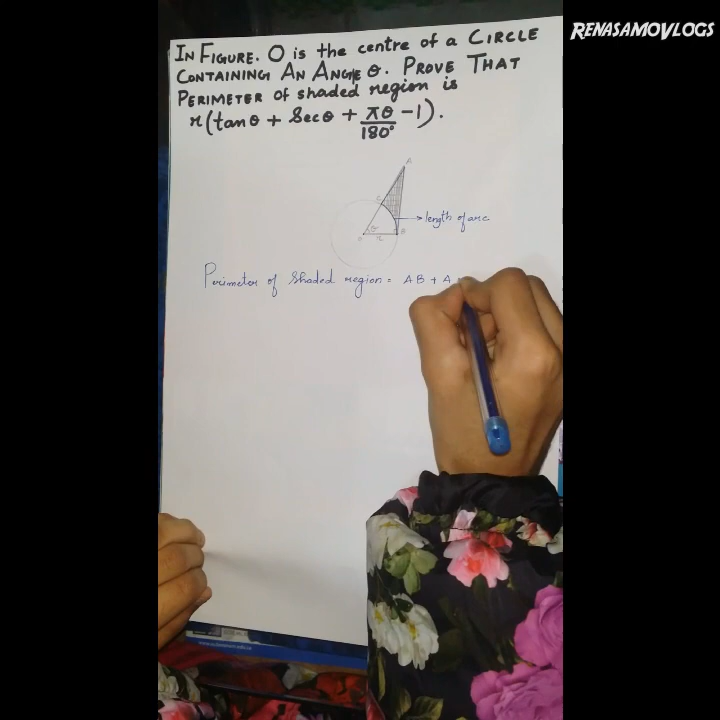 RENASAMOVLOGS
IN FIGURE. O is the centre of a CIRCLE
CONTAINING AN ANGLE θ. PROVE THAT
PERIMETER of shaded region is
r(tanθ + Secθ + πθ/180° - 1).
A
C
→ length of arc
θ
O r B
Perimeter of Shaded region = AB + A